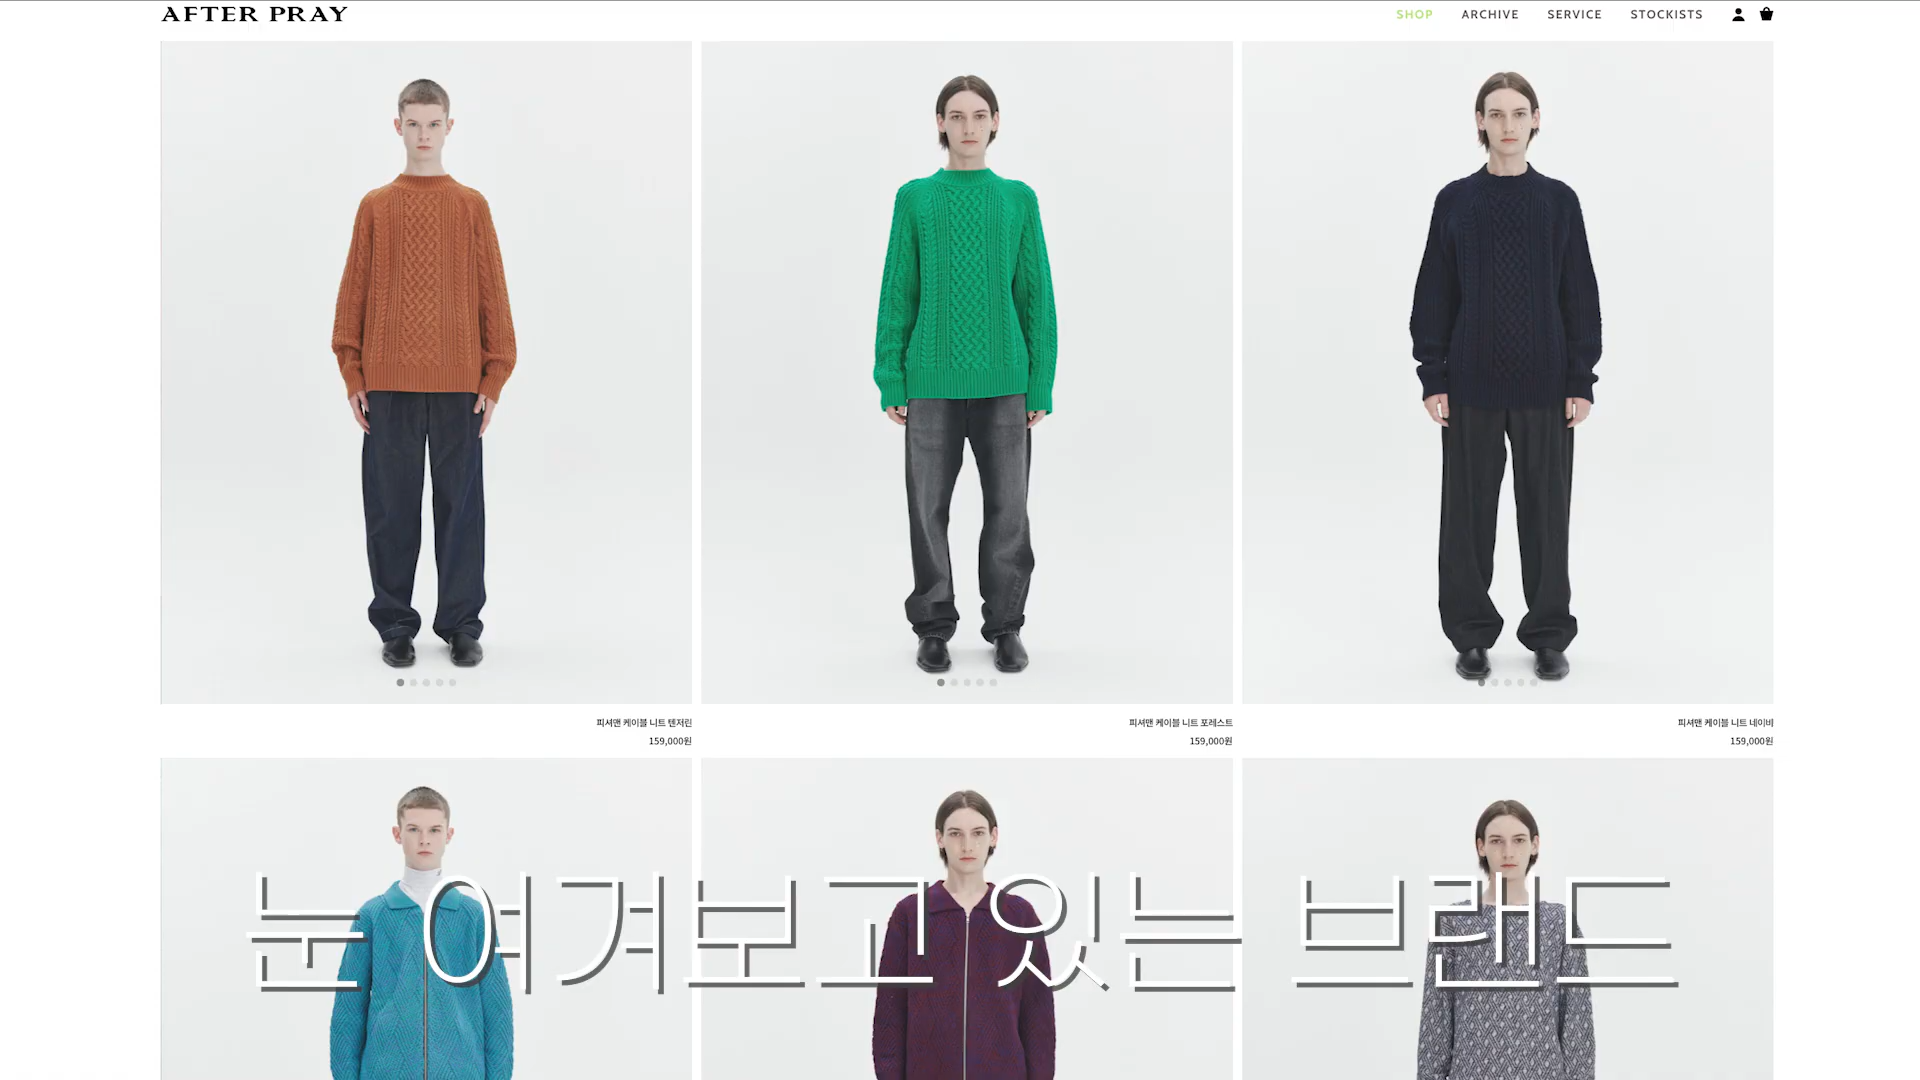 AFTER PRAY
SHOP ARCHIVE SERVICE STOCKISTS
피셔맨 케이블 니트 텐저린
159,000원
피셔맨 케이블 니트 포레스트
159,000원
피셔맨 케이블 니트 네이비
159,000원
눈 여겨보고 있는 브랜드